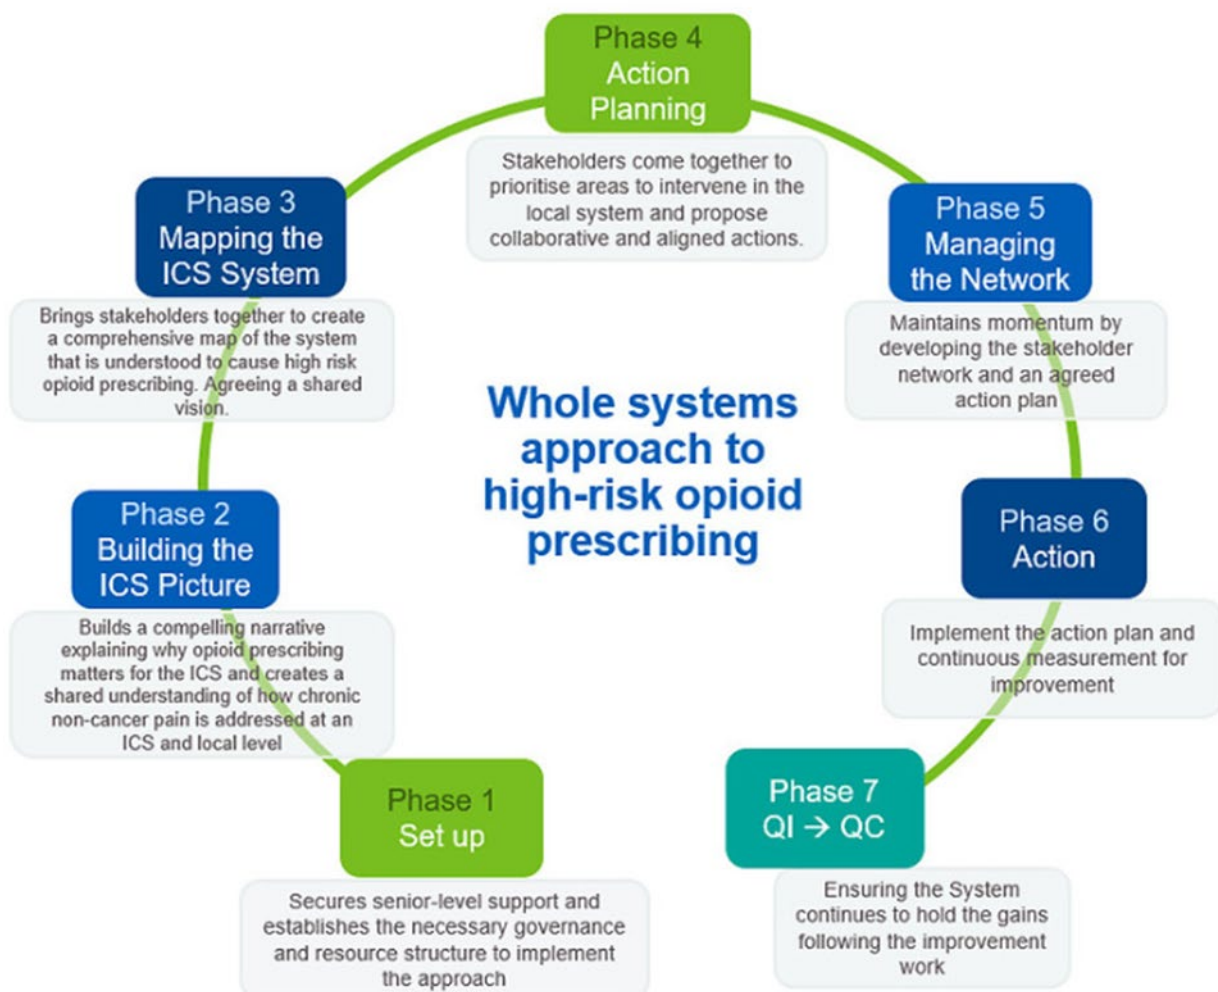 Phase 4
Action
Planning
Stakeholders come together to
prioritise areas to intervene in the
local system and propose
collaborative and aligned actions.
Phase 3
Mapping the
ICS System
Brings stakeholders together to create
a comprehensive map of the system
that is understood to cause high risk
opioid prescribing. Agreeing a shared
vision.
Phase 5
Managing
the Network
Maintains momentum by
developing the stakeholder
network and an agreed
action plan
Whole systems
approach to
high-risk opioid
prescribing
Phase 2
Building the
ICS Picture
Builds a compelling narrative
explaining why opioid prescribing
matters for the ICS and creates a
shared understanding of how chronic
non-cancer pain is addressed at an
ICS and local level
Phase 6
Action
Implement the action plan and
continuous measurement for
improvement
Phase 1
Set up
Secures senior-level support and
establishes the necessary governance
and resource structure to implement
the approach
Phase 7
QI → QC
Ensuring the System
continues to hold the gains
following the improvement
work